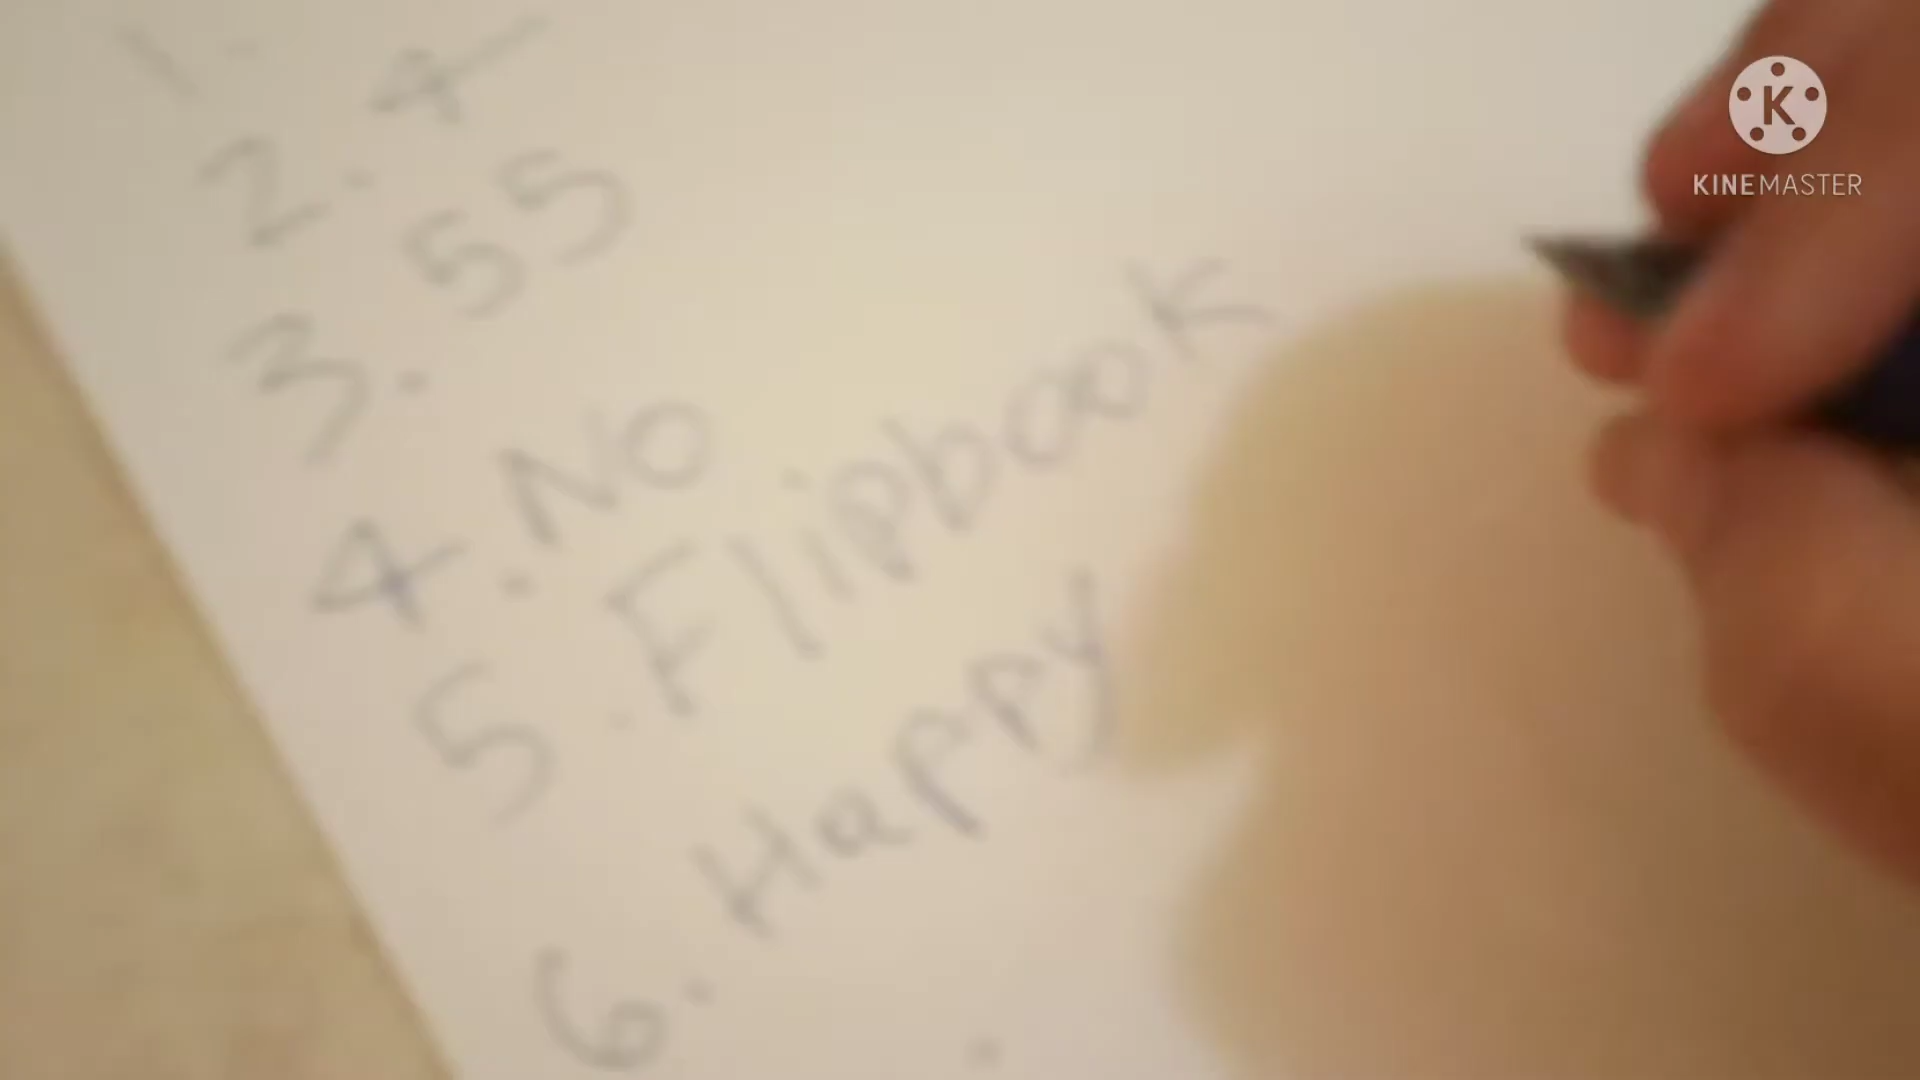 1.
2. 4
3. 55
4. No
5. Flipbook
6. Happy
K
KINEMASTER